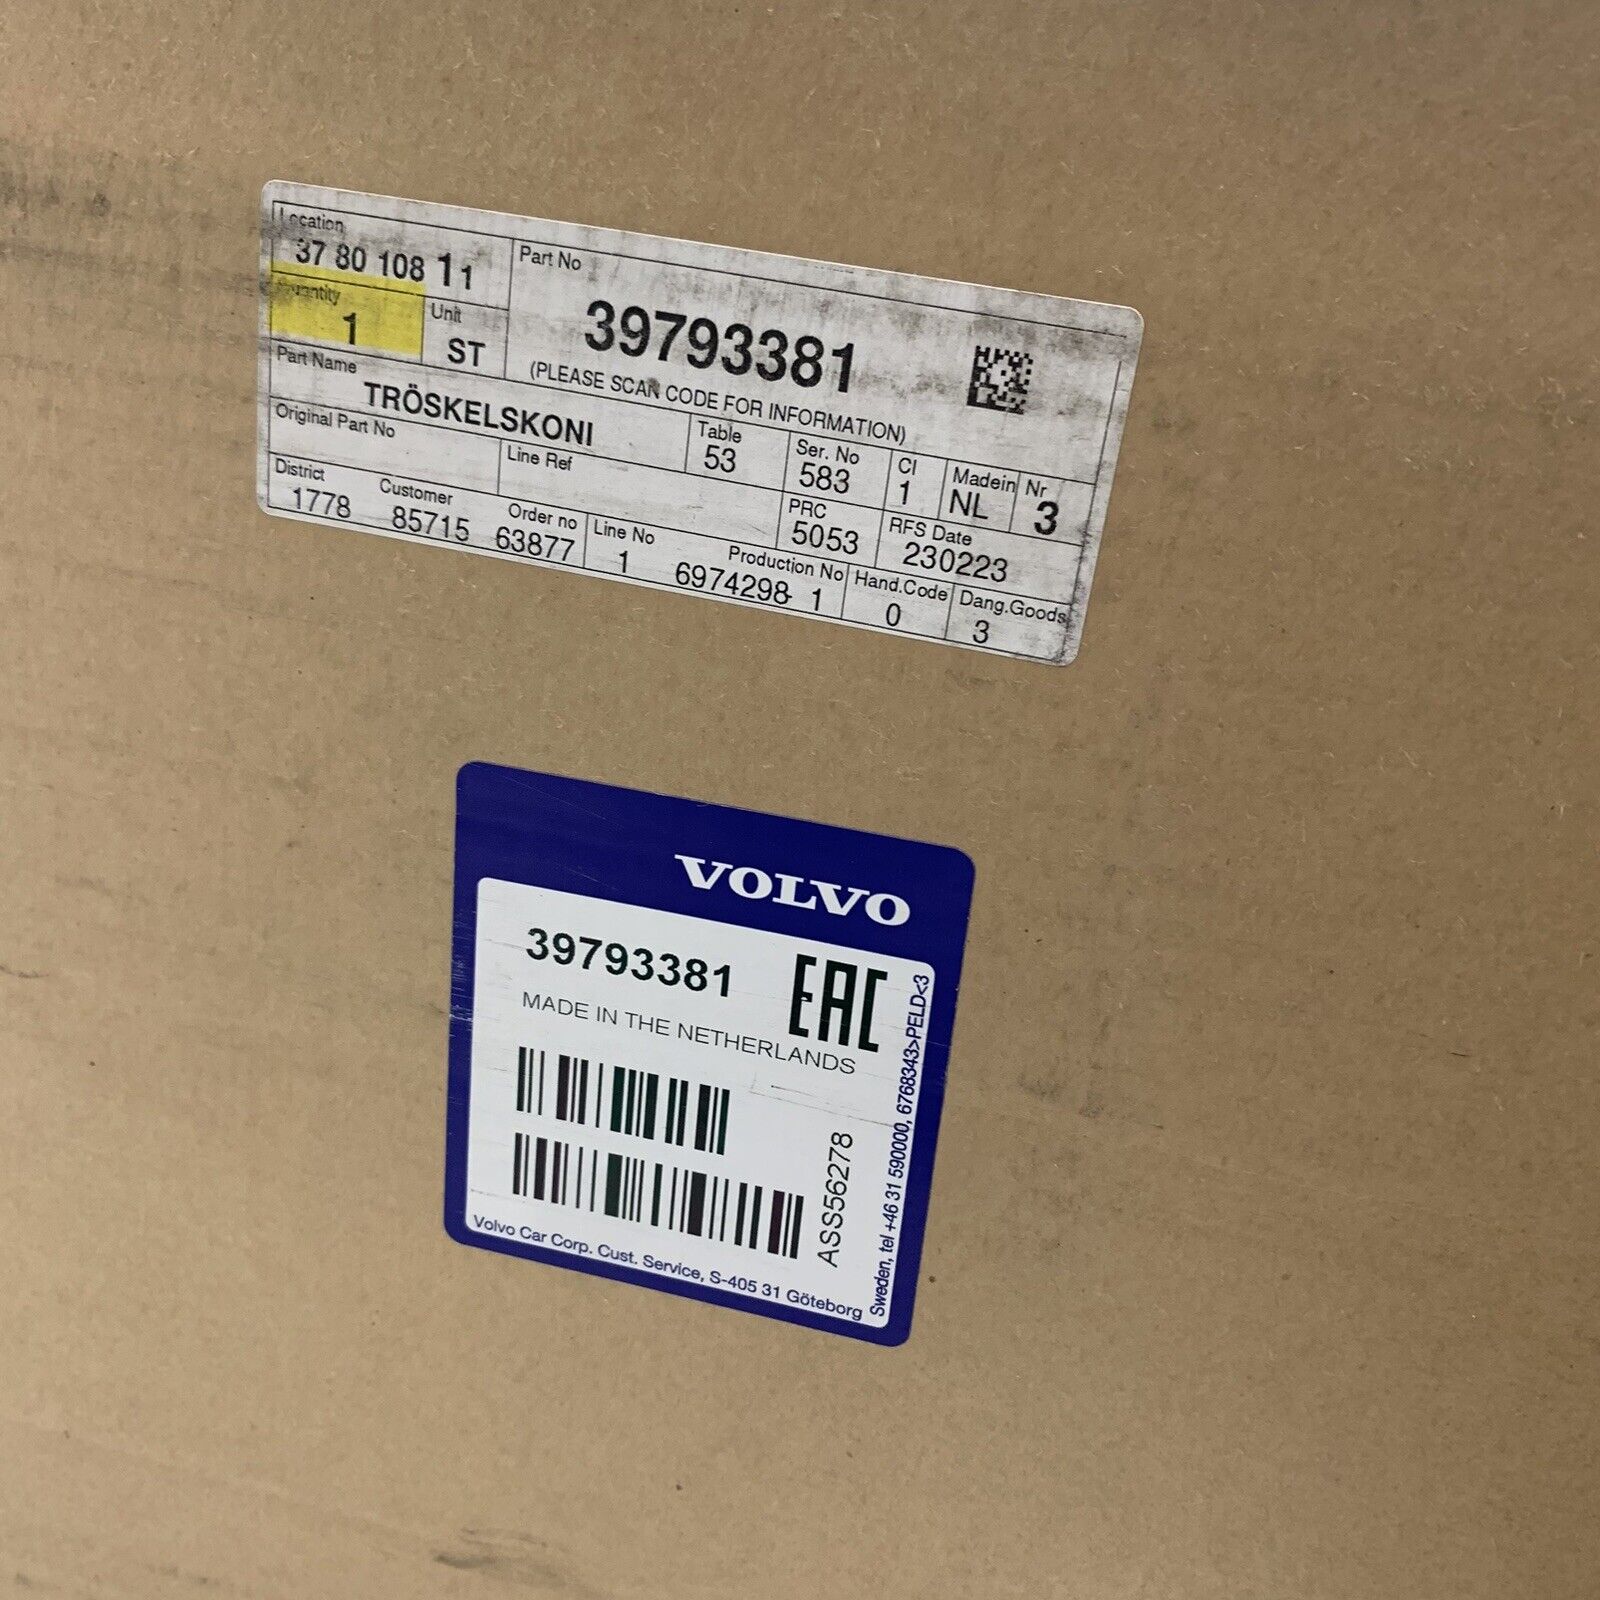 Location
37 80 108 11
Quantity
1
Unit
ST
Part No
39793381
(PLEASE SCAN CODE FOR INFORMATION)
Part Name
TRÖSKELSKONI
Original Part No
Line Ref
Table
53
Ser. No
583
CI
1
Madein
NL
Nr
3
PRC
5053
RFS Date
230223
District
1778
Customer
85715
Order no
63877
Line No
1
Production No
6974298- 1
Hand.Code
0
Dang.Goods
3
VOLVO
39793381
EAC
MADE IN THE NETHERLANDS
ASS56278
Volvo Car Corp. Cust. Service, S-405 31 Göteborg
Sweden, tel +46 31 590000, 6768343>PELD<3